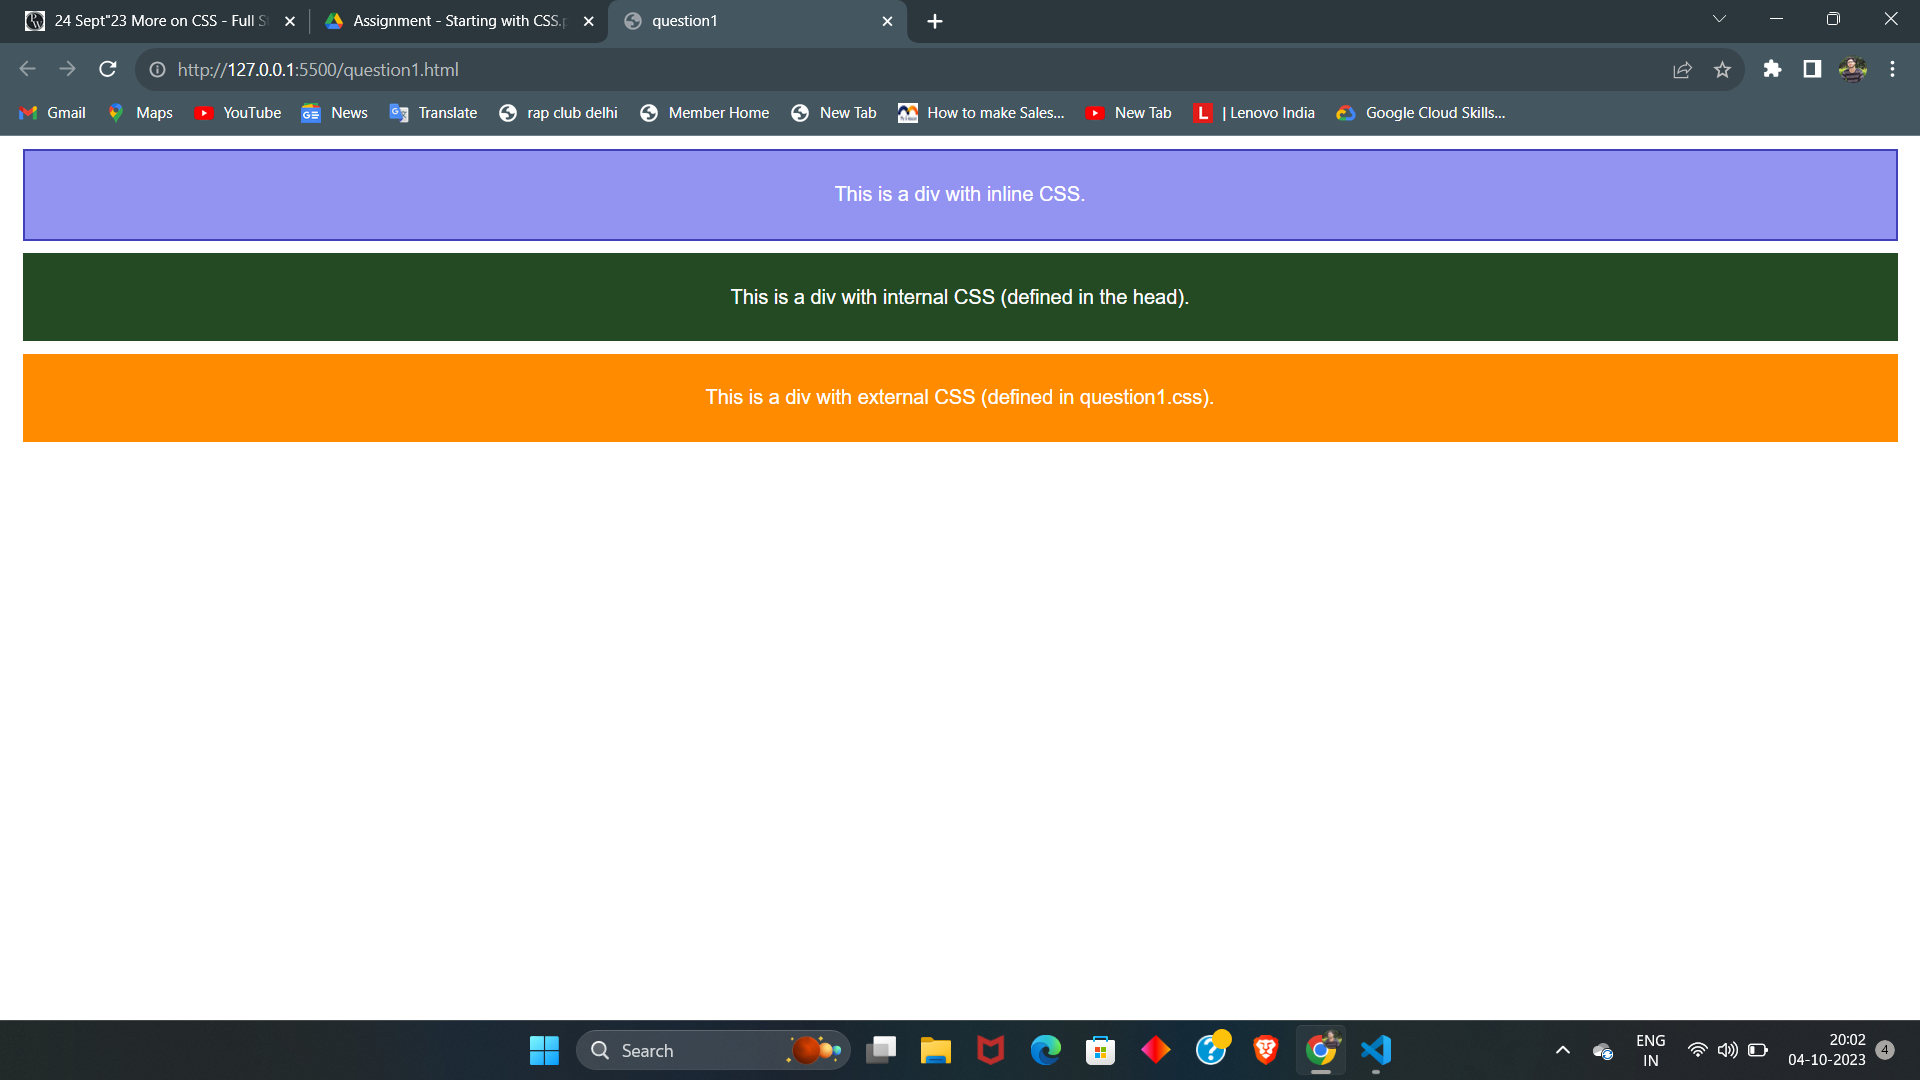 24 Sept"23 More on CSS - Full S
Assignment - Starting with CSS.p
question1
http://127.0.0.1:5500/question1.html
Gmail
Maps
YouTube
News
Translate
rap club delhi
Member Home
New Tab
How to make Sales...
New Tab
L
| Lenovo India
Google Cloud Skills...
This is a div with inline CSS.
This is a div with internal CSS (defined in the head).
This is a div with external CSS (defined in question1.css).
Search
ENG
IN
20:02
04-10-2023
4